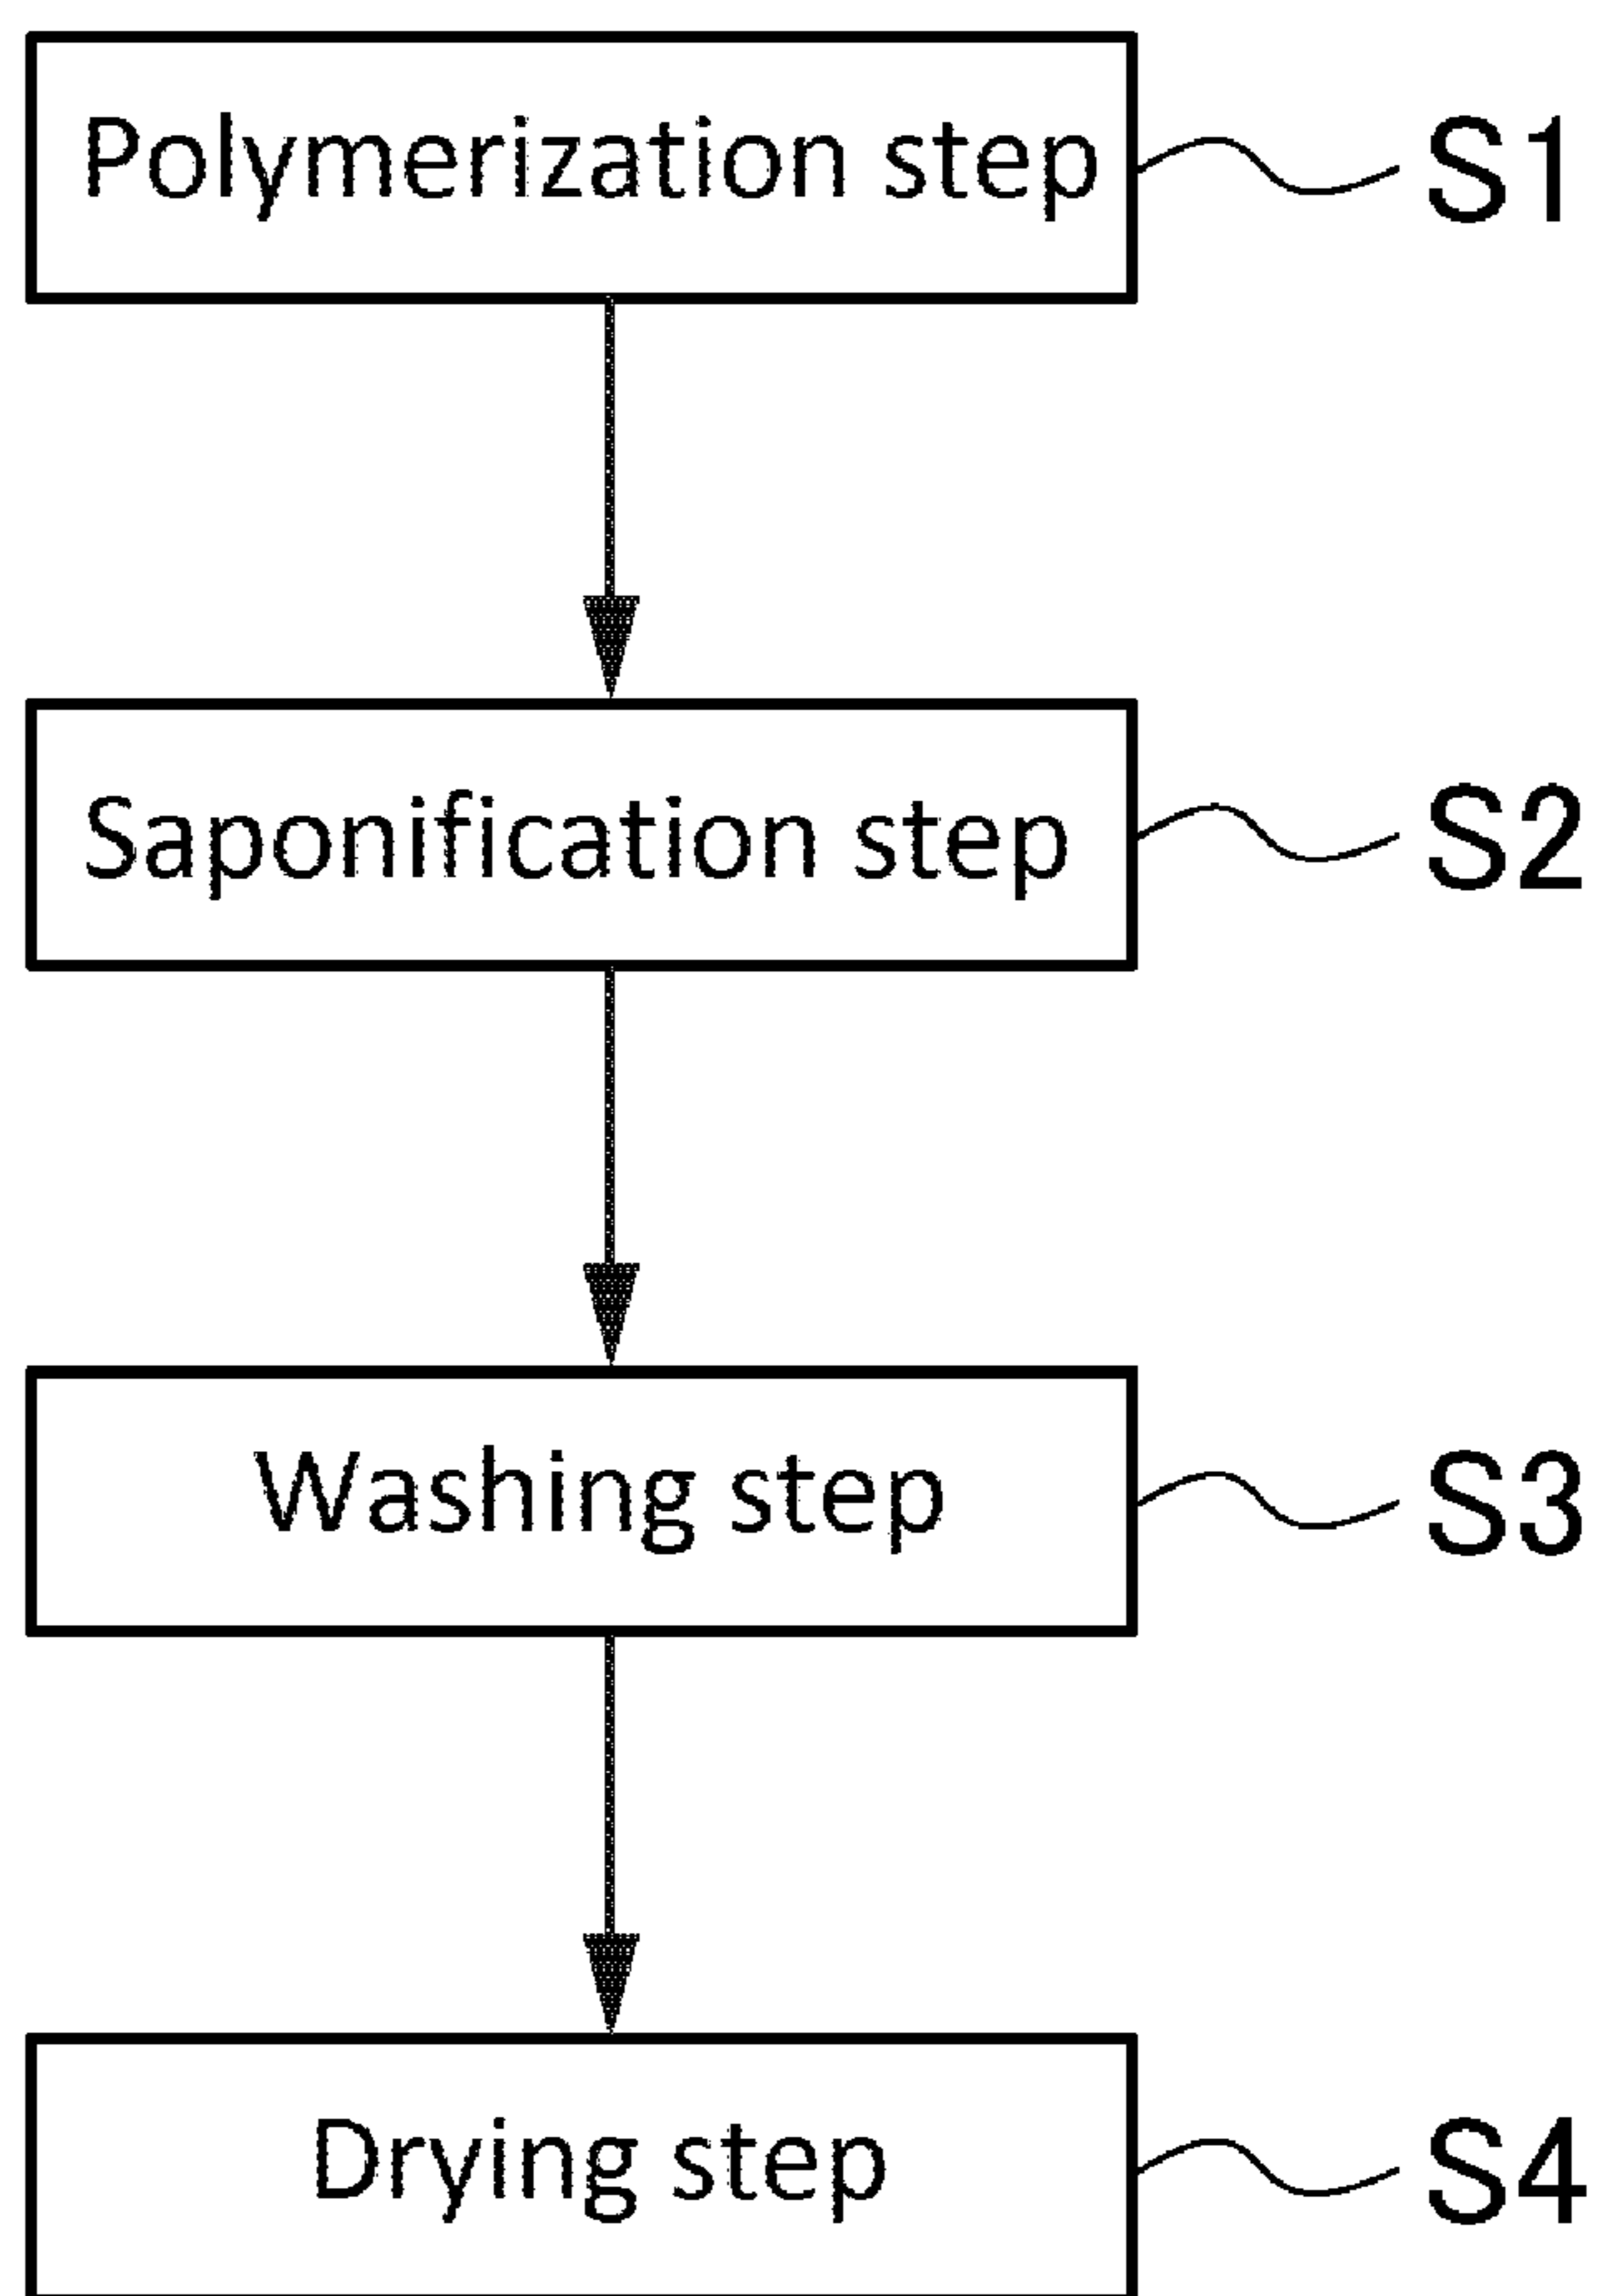 Polymerization step S1
Saponification step S2
Washing step S3
Drying step S4